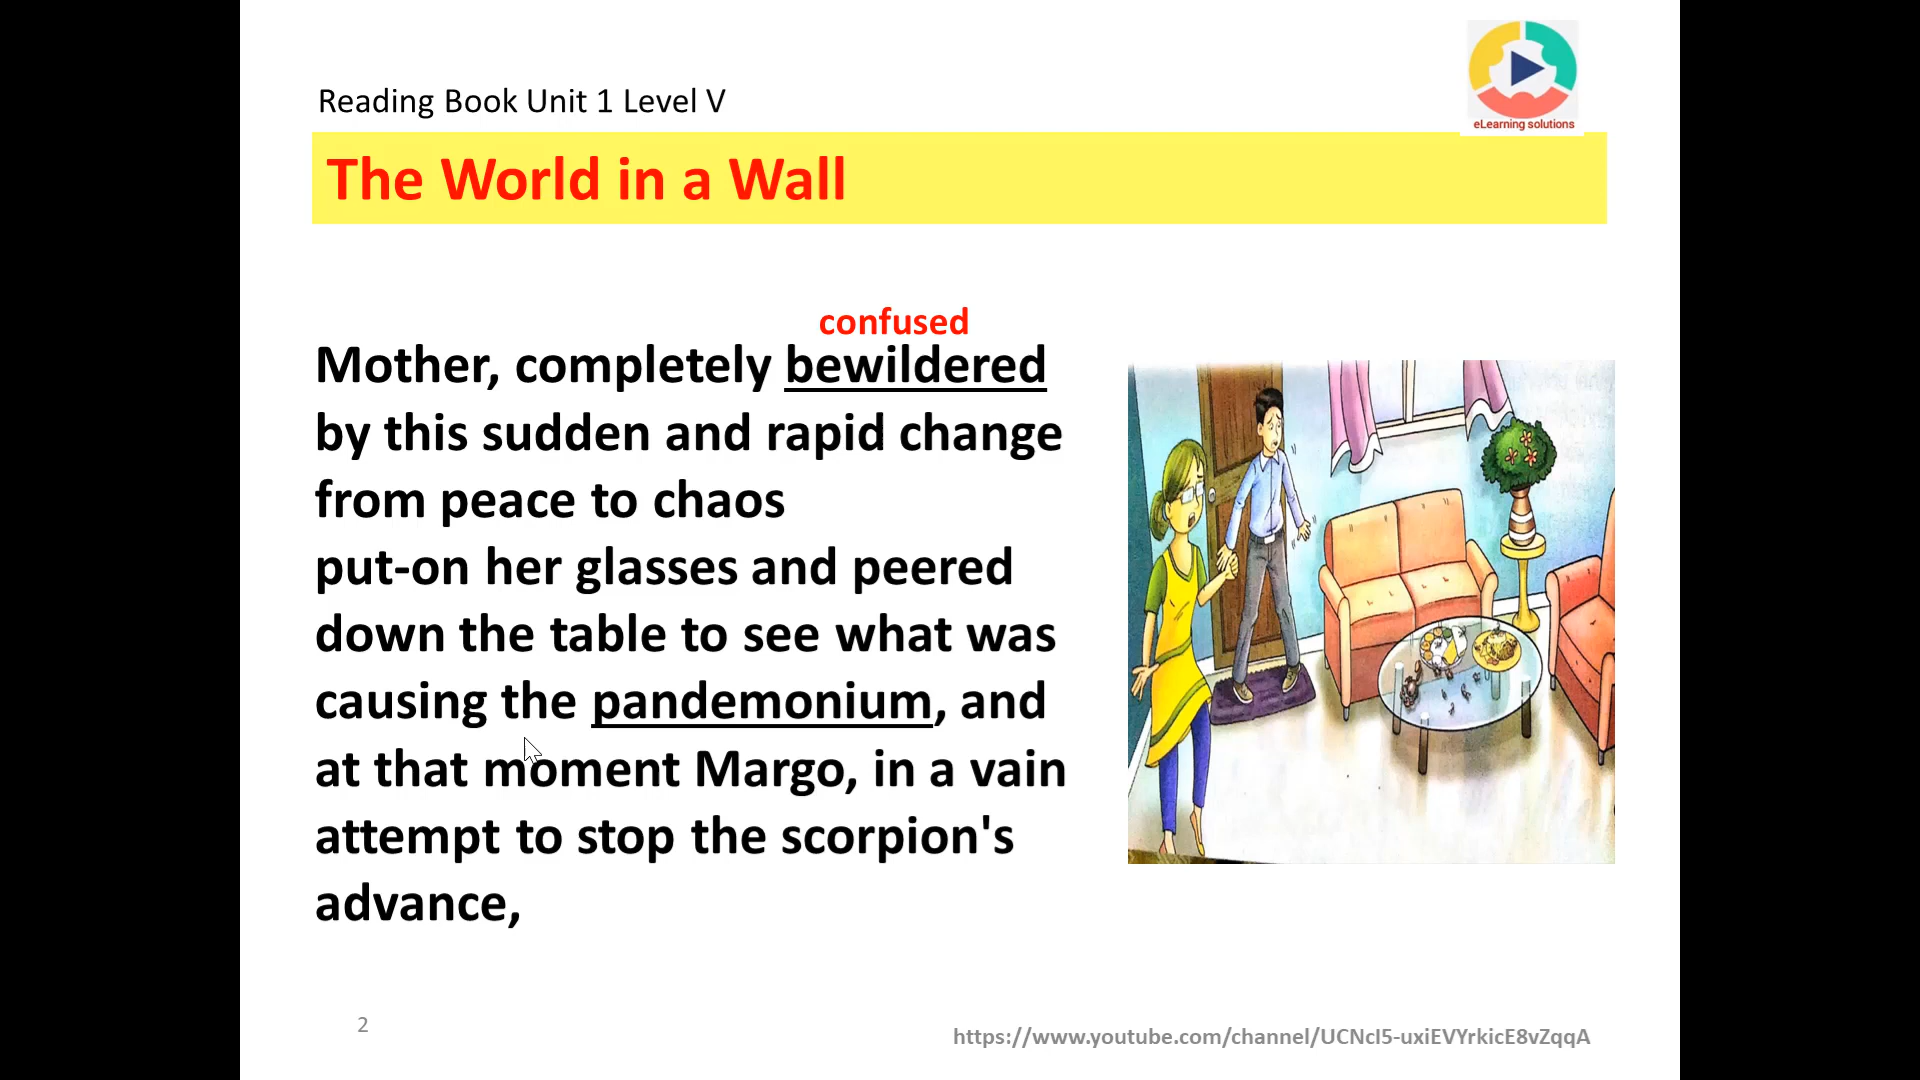 Reading Book Unit 1 Level V
eLearning solutions
The World in a Wall
confused
Mother, completely bewildered
by this sudden and rapid change
from peace to chaos
put-on her glasses and peered
down the table to see what was
causing the pandemonium, and
at that moment Margo, in a vain
attempt to stop the scorpion's
advance,
2
https://www.youtube.com/channel/UCNcI5-uxiEVYrkicE8vZqqA